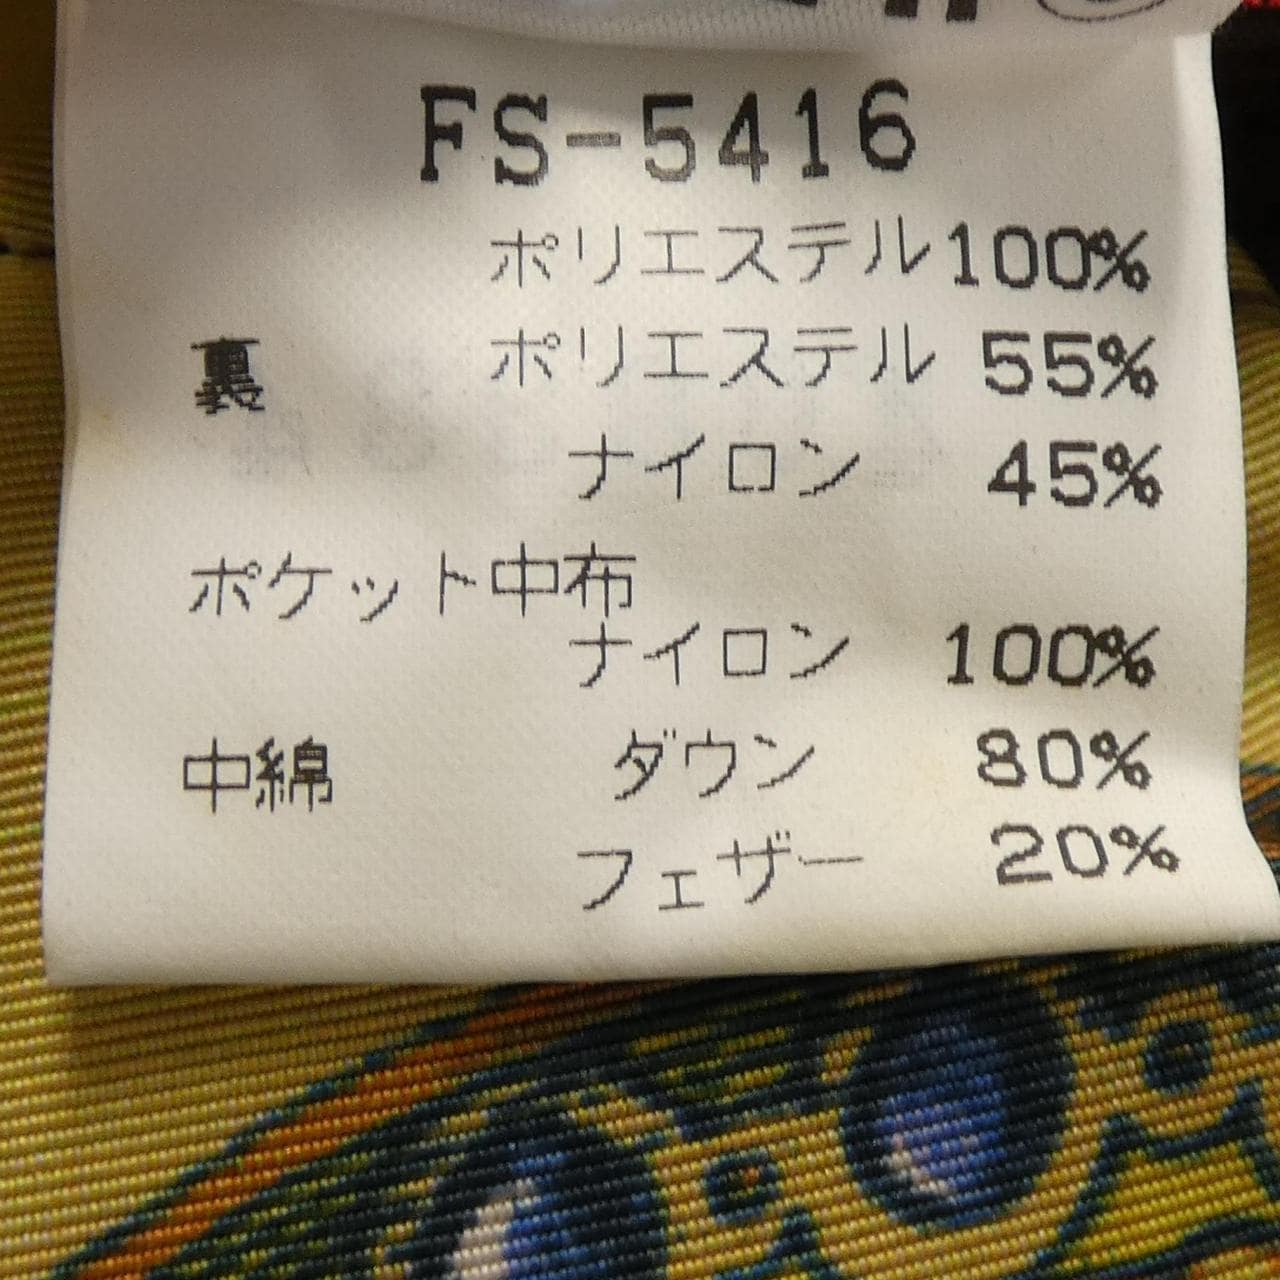 FS-5416
ポリエステル100%
裏 ポリエステル 55%
ナイロン 45%
ポケット中布
ナイロン 100%
中綿 ダウン 80%
フェザー 20%